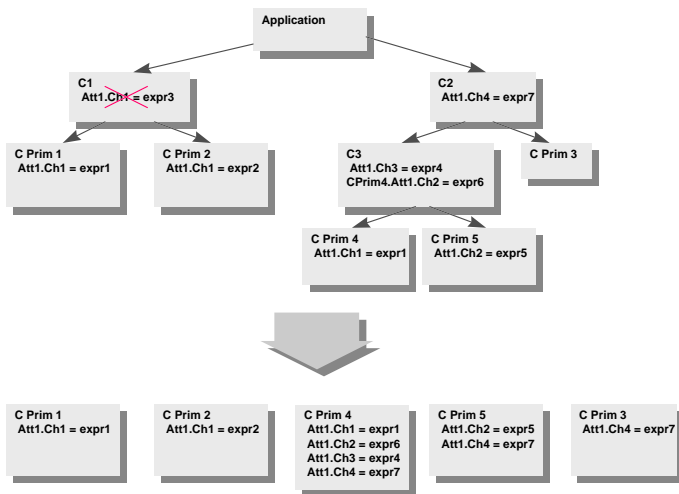 Application
C1
Att1.Ch1 = expr3
C2
Att1.Ch4 = expr7
C Prim 1
Att1.Ch1 = expr1
C Prim 2
Att1.Ch1 = expr2
C3
Att1.Ch3 = expr4
CPrim4.Att1.Ch2 = expr6
C Prim 3
C Prim 4
Att1.Ch1 = expr1
C Prim 5
Att1.Ch2 = expr5
C Prim 1
Att1.Ch1 = expr1
C Prim 2
Att1.Ch1 = expr2
C Prim 4
Att1.Ch1 = expr1
Att1.Ch2 = expr6
Att1.Ch3 = expr4
Att1.Ch4 = expr7
C Prim 5
Att1.Ch2 = expr5
Att1.Ch4 = expr7
C Prim 3
Att1.Ch4 = expr7